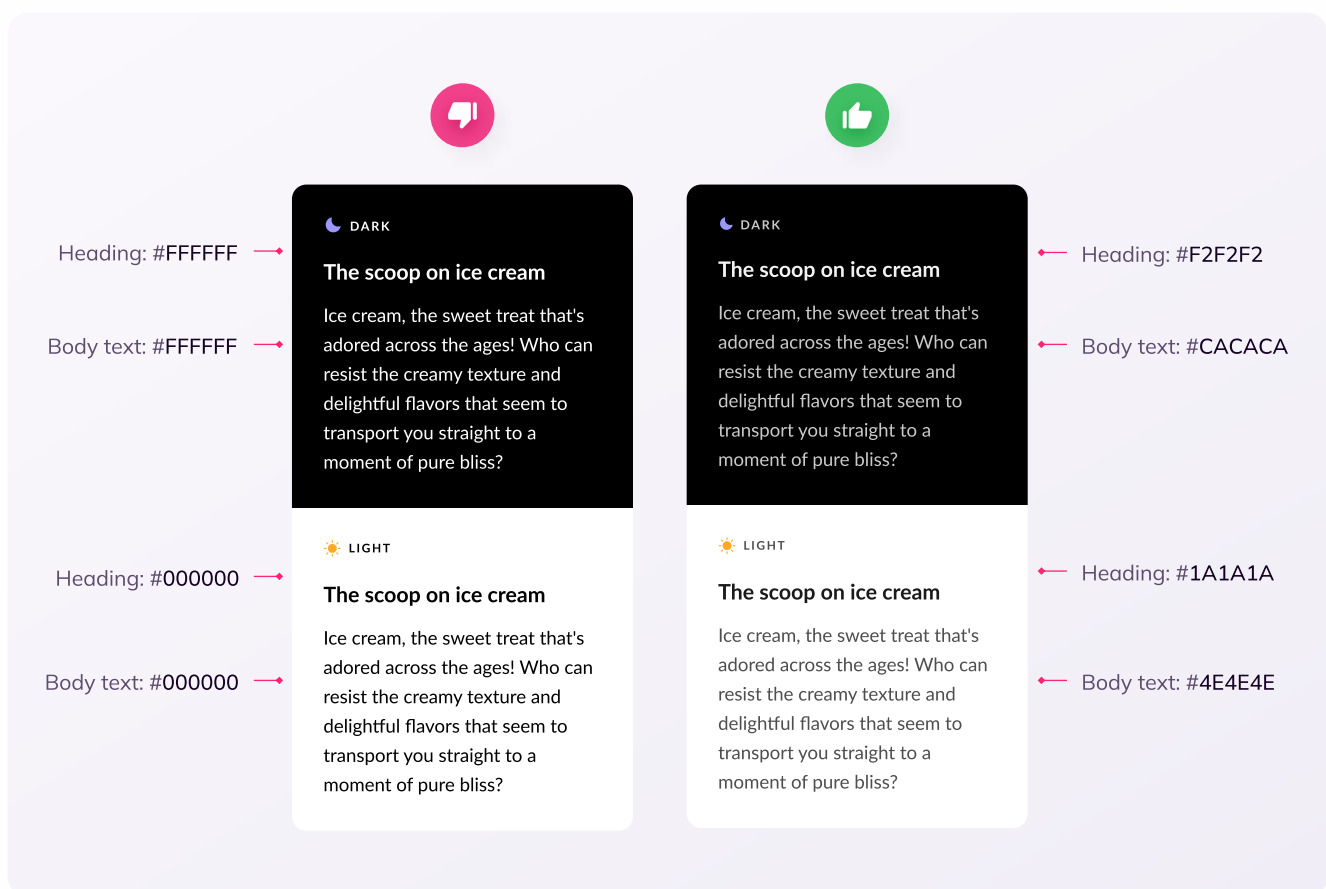 Heading: #FFFFFF
Body text: #FFFFFF
Heading: #000000
Body text: #000000
DARK
The scoop on ice cream
Ice cream, the sweet treat that's
adored across the ages! Who can
resist the creamy texture and
delightful flavors that seem to
transport you straight to a
moment of pure bliss?
LIGHT
The scoop on ice cream
Ice cream, the sweet treat that's
adored across the ages! Who can
resist the creamy texture and
delightful flavors that seem to
transport you straight to a
moment of pure bliss?
DARK
The scoop on ice cream
Ice cream, the sweet treat that's
adored across the ages! Who can
resist the creamy texture and
delightful flavors that seem to
transport you straight to a
moment of pure bliss?
LIGHT
The scoop on ice cream
Ice cream, the sweet treat that's
adored across the ages! Who can
resist the creamy texture and
delightful flavors that seem to
transport you straight to a
moment of pure bliss?
Heading: #F2F2F2
Body text: #CACACA
Heading: #1A1A1A
Body text: #4E4E4E